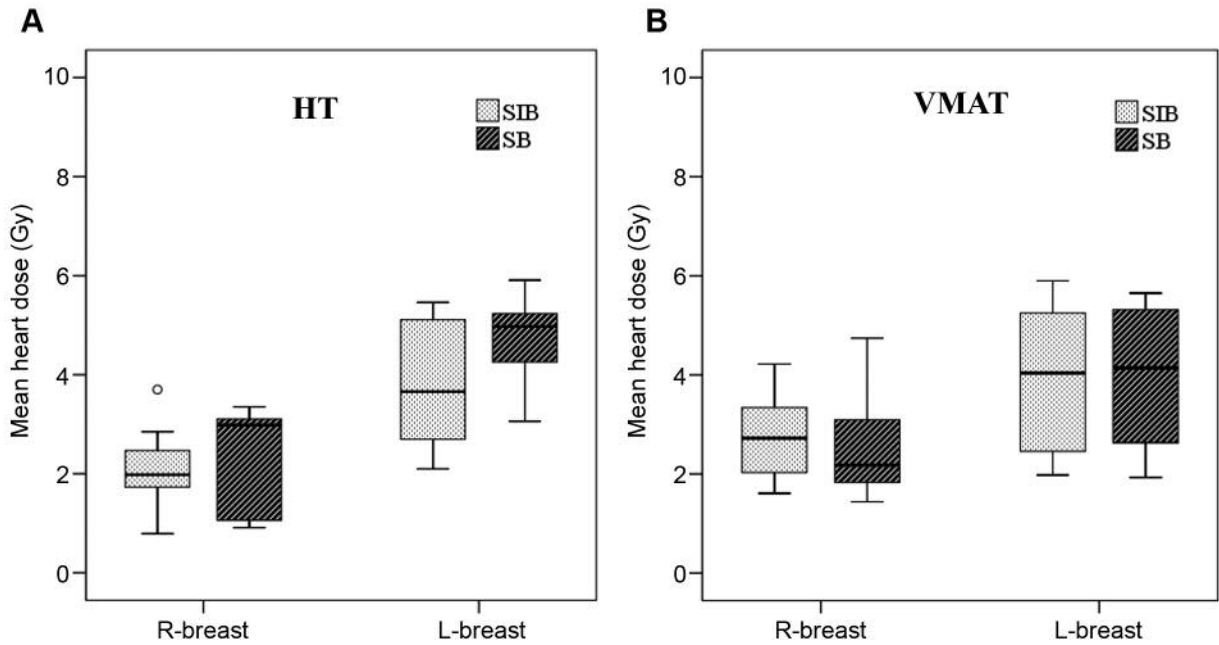 A
HT
SIB
SB
10
8
6
4
2
0
Mean heart dose (Gy)
R-breast
L-breast
B
VMAT
SIB
SB
10
8
6
4
2
0
Mean heart dose (Gy)
R-breast
L-breast